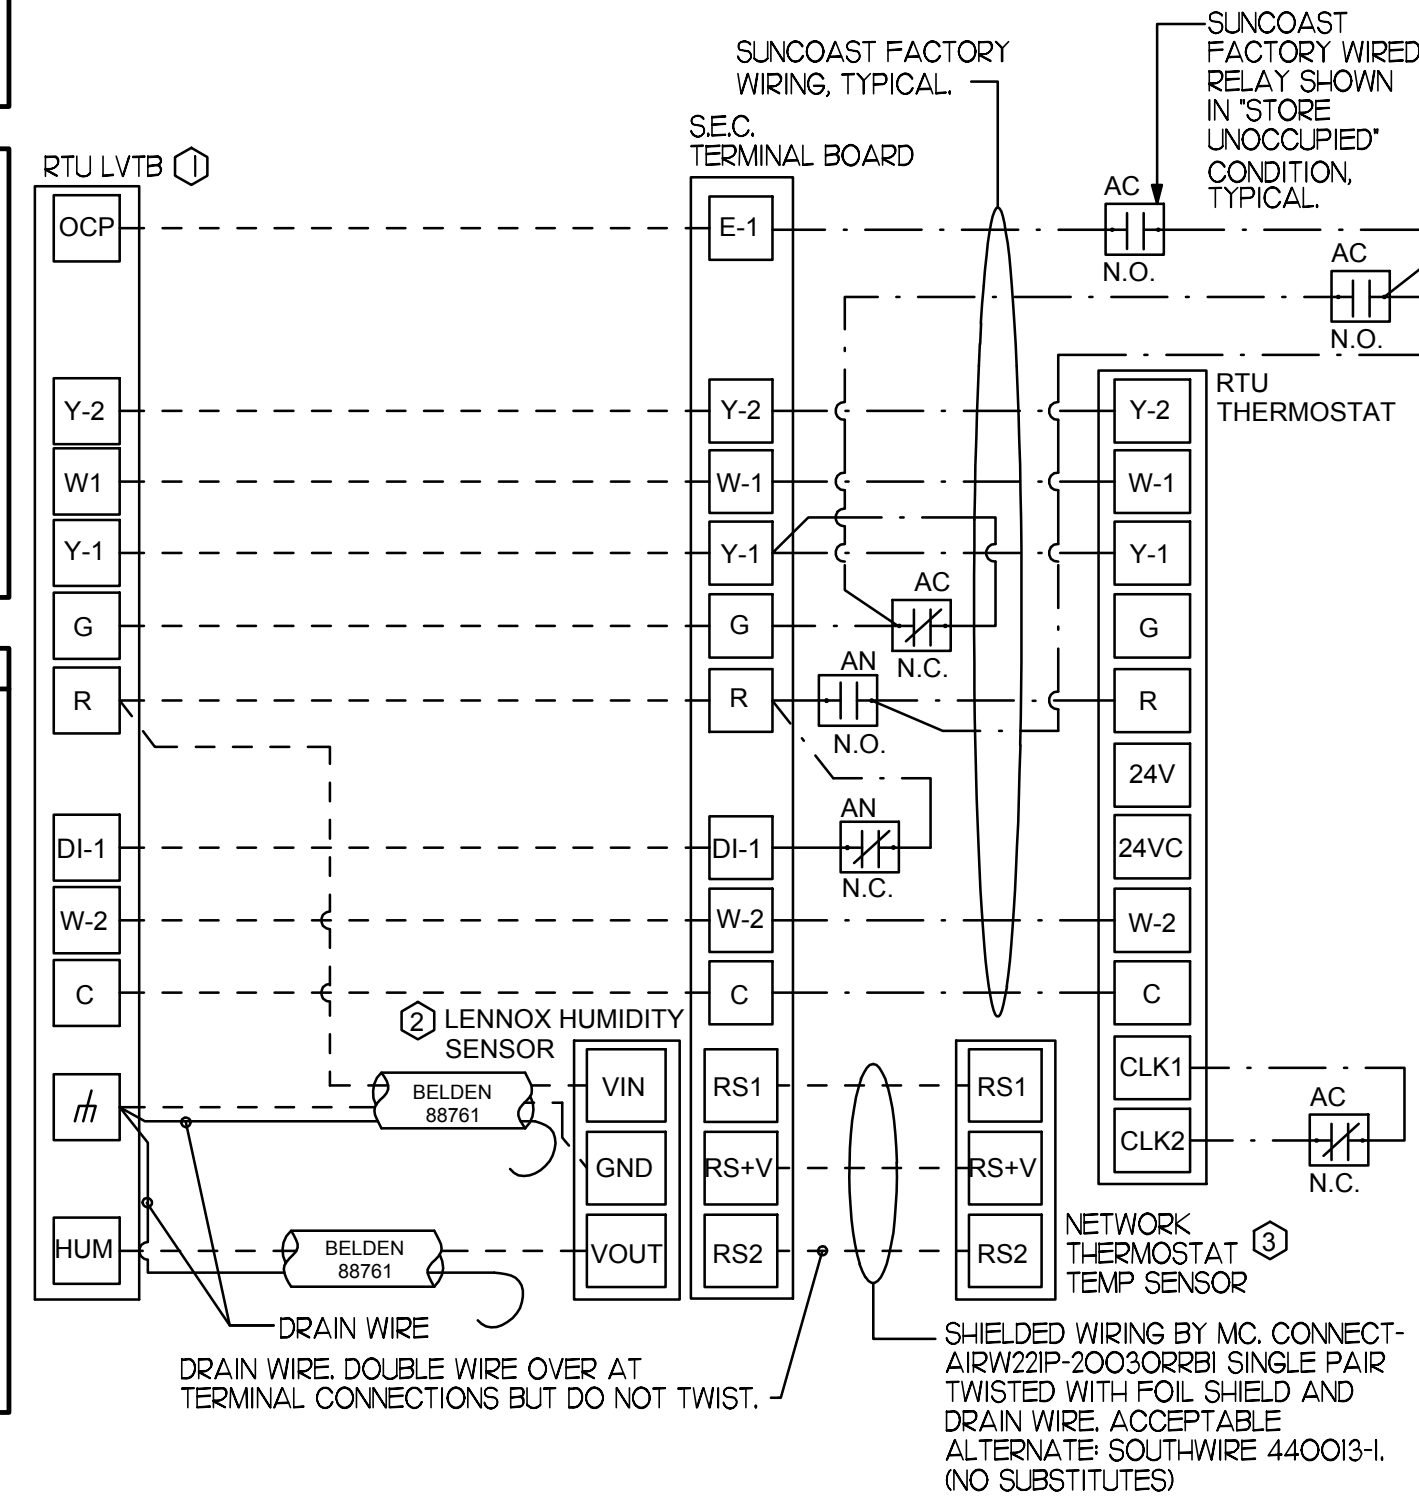 SUNCOAST FACTORY
WIRING, TYPICAL.
SUNCOAST
FACTORY WIRED
RELAY SHOWN
IN "STORE
UNOCCUPIED"
CONDITION,
TYPICAL.
S.E.C.
TERMINAL BOARD
RTU LVTB 1
OCP
Y-2
W1
Y-1
G
R
DI-1
W-2
C
HUM
E-1
Y-2
W-1
Y-1
G
R
DI-1
W-2
C
RS1
RS+V
RS2
AC
N.O.
AC
N.O.
AC
N.C.
AN
N.O.
AN
N.C.
RTU
THERMOSTAT
Y-2
W-1
Y-1
G
R
24V
24VC
W-2
C
CLK1
CLK2
AC
N.C.
2 LENNOX HUMIDITY
SENSOR
VIN
GND
VOUT
BELDEN
88761
BELDEN
88761
RS1
RS+V
RS2
NETWORK
THERMOSTAT 3
TEMP SENSOR
DRAIN WIRE
DRAIN WIRE. DOUBLE WIRE OVER AT
TERMINAL CONNECTIONS BUT DO NOT TWIST.
SHIELDED WIRING BY MC. CONNECT-
AIRW221P-20030RRB1 SINGLE PAIR
TWISTED WITH FOIL SHIELD AND
DRAIN WIRE. ACCEPTABLE
ALTERNATE: SOUTHWIRE 440013-1.
(NO SUBSTITUTES)